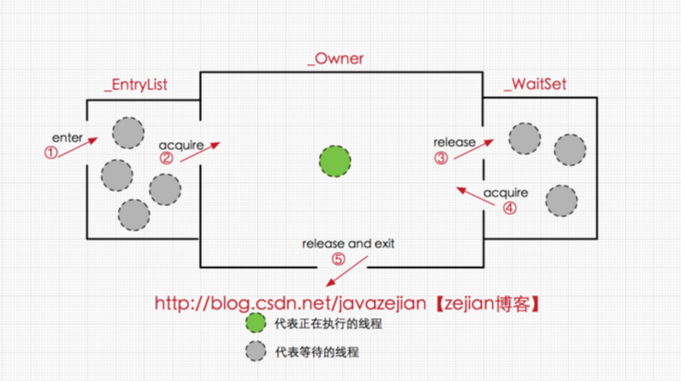 _Owner
_EntryList
_WaitSet
enter
①
acquire
②
release
③
acquire
④
release and exit
⑤
http://blog.csdn.net/javazejian【zejian博客】
代表正在执行的线程
代表等待的线程